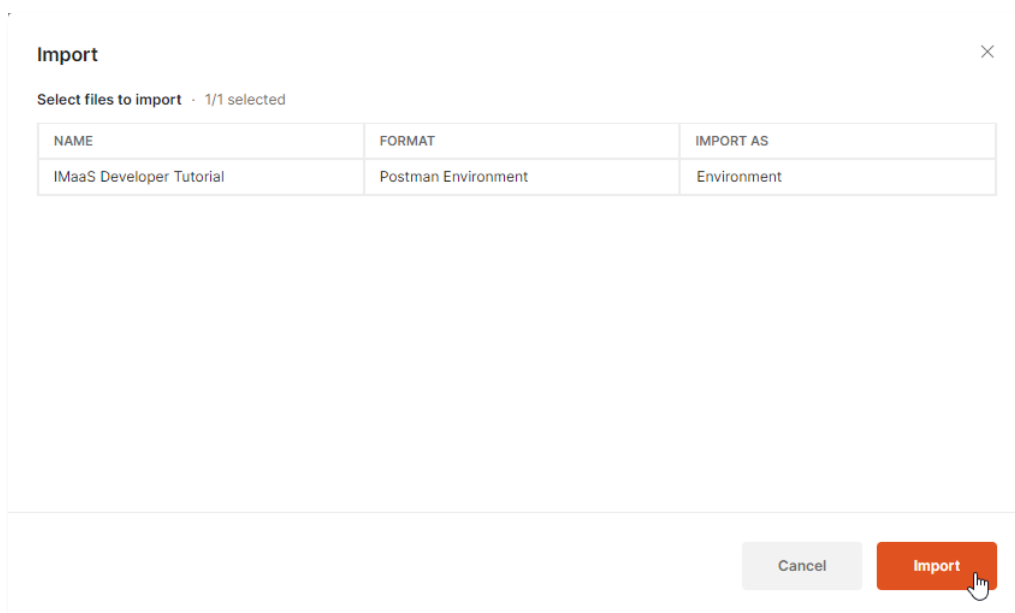 Import
Select files to import · 1/1 selected
NAME FORMAT IMPORT AS
IMaaS Developer Tutorial Postman Environment Environment
Cancel Import